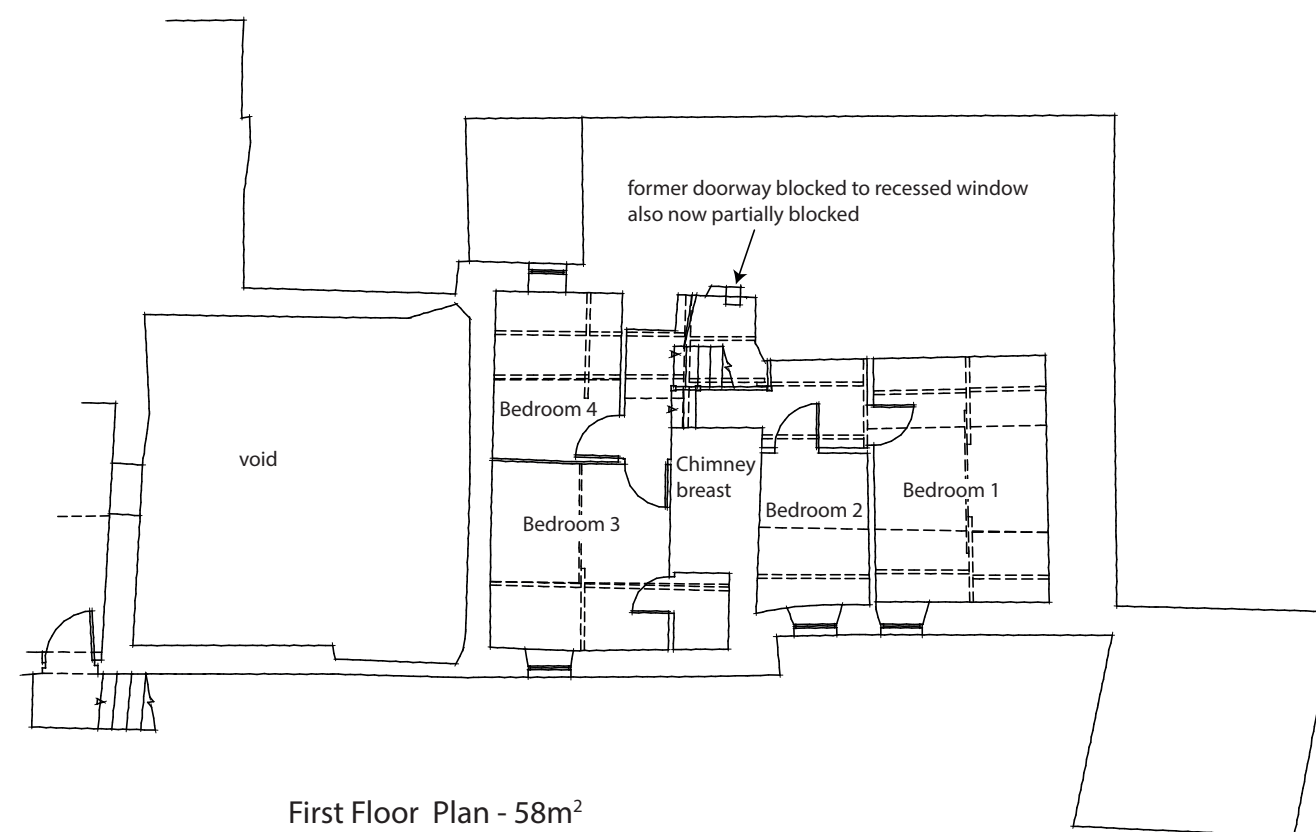 former doorway blocked to recessed window
also now partially blocked
Bedroom 4
void
Chimney
breast
Bedroom 1
Bedroom 2
Bedroom 3
First Floor Plan - 58m²